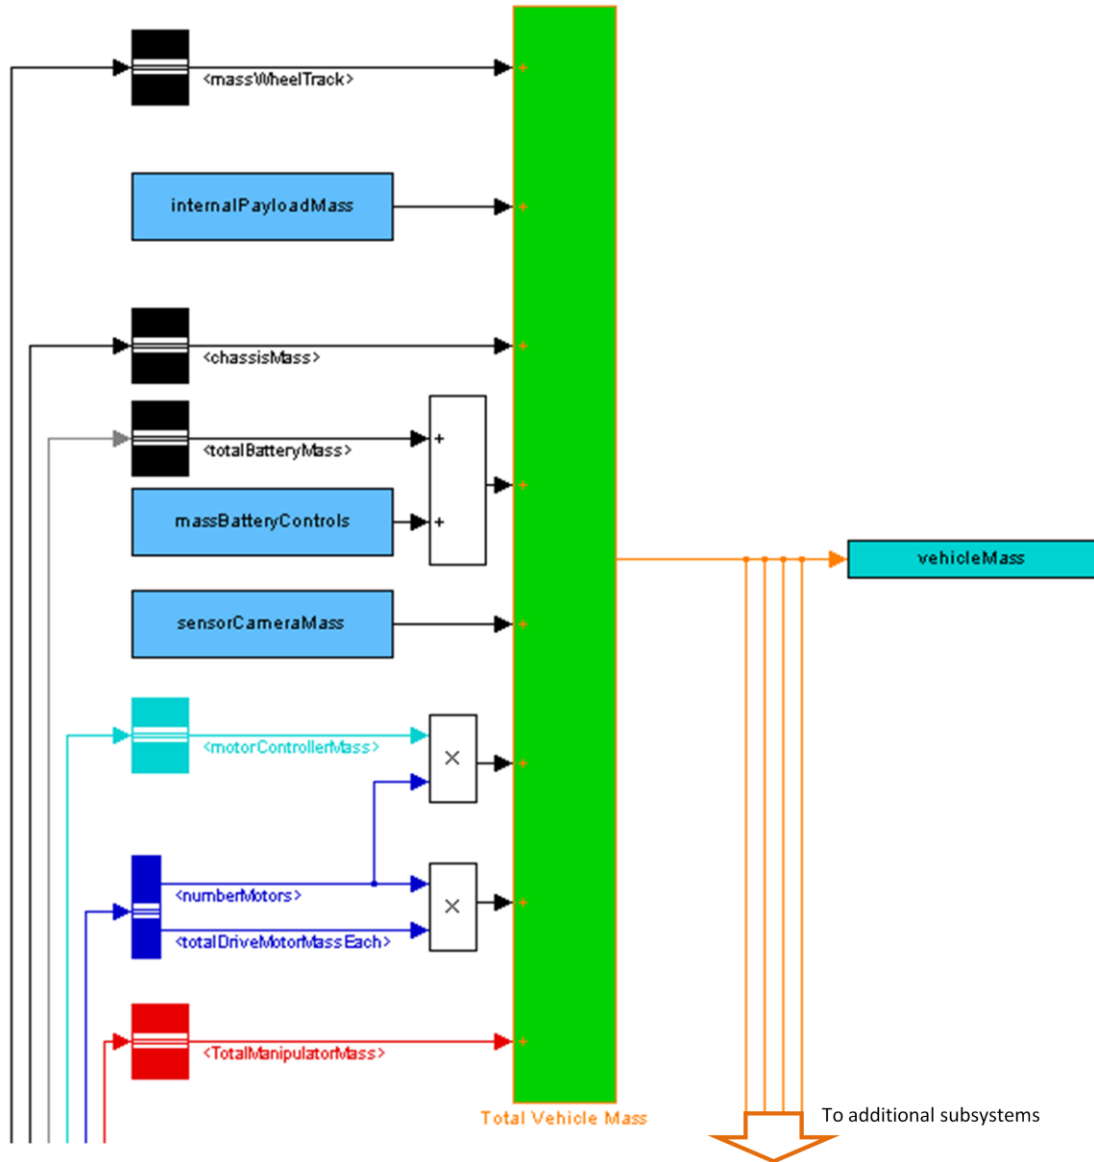 <massWheelTrack>
internalPayloadMass
<chassisMass>
<totalBatteryMass>
massBatteryControls
vehicleMass
sensorCameraMass
<motorControllerMass>
<numberMotors>
<totalDriveMotorMassEach>
<TotalManipulatorMass>
Total Vehicle Mass
To additional subsystems